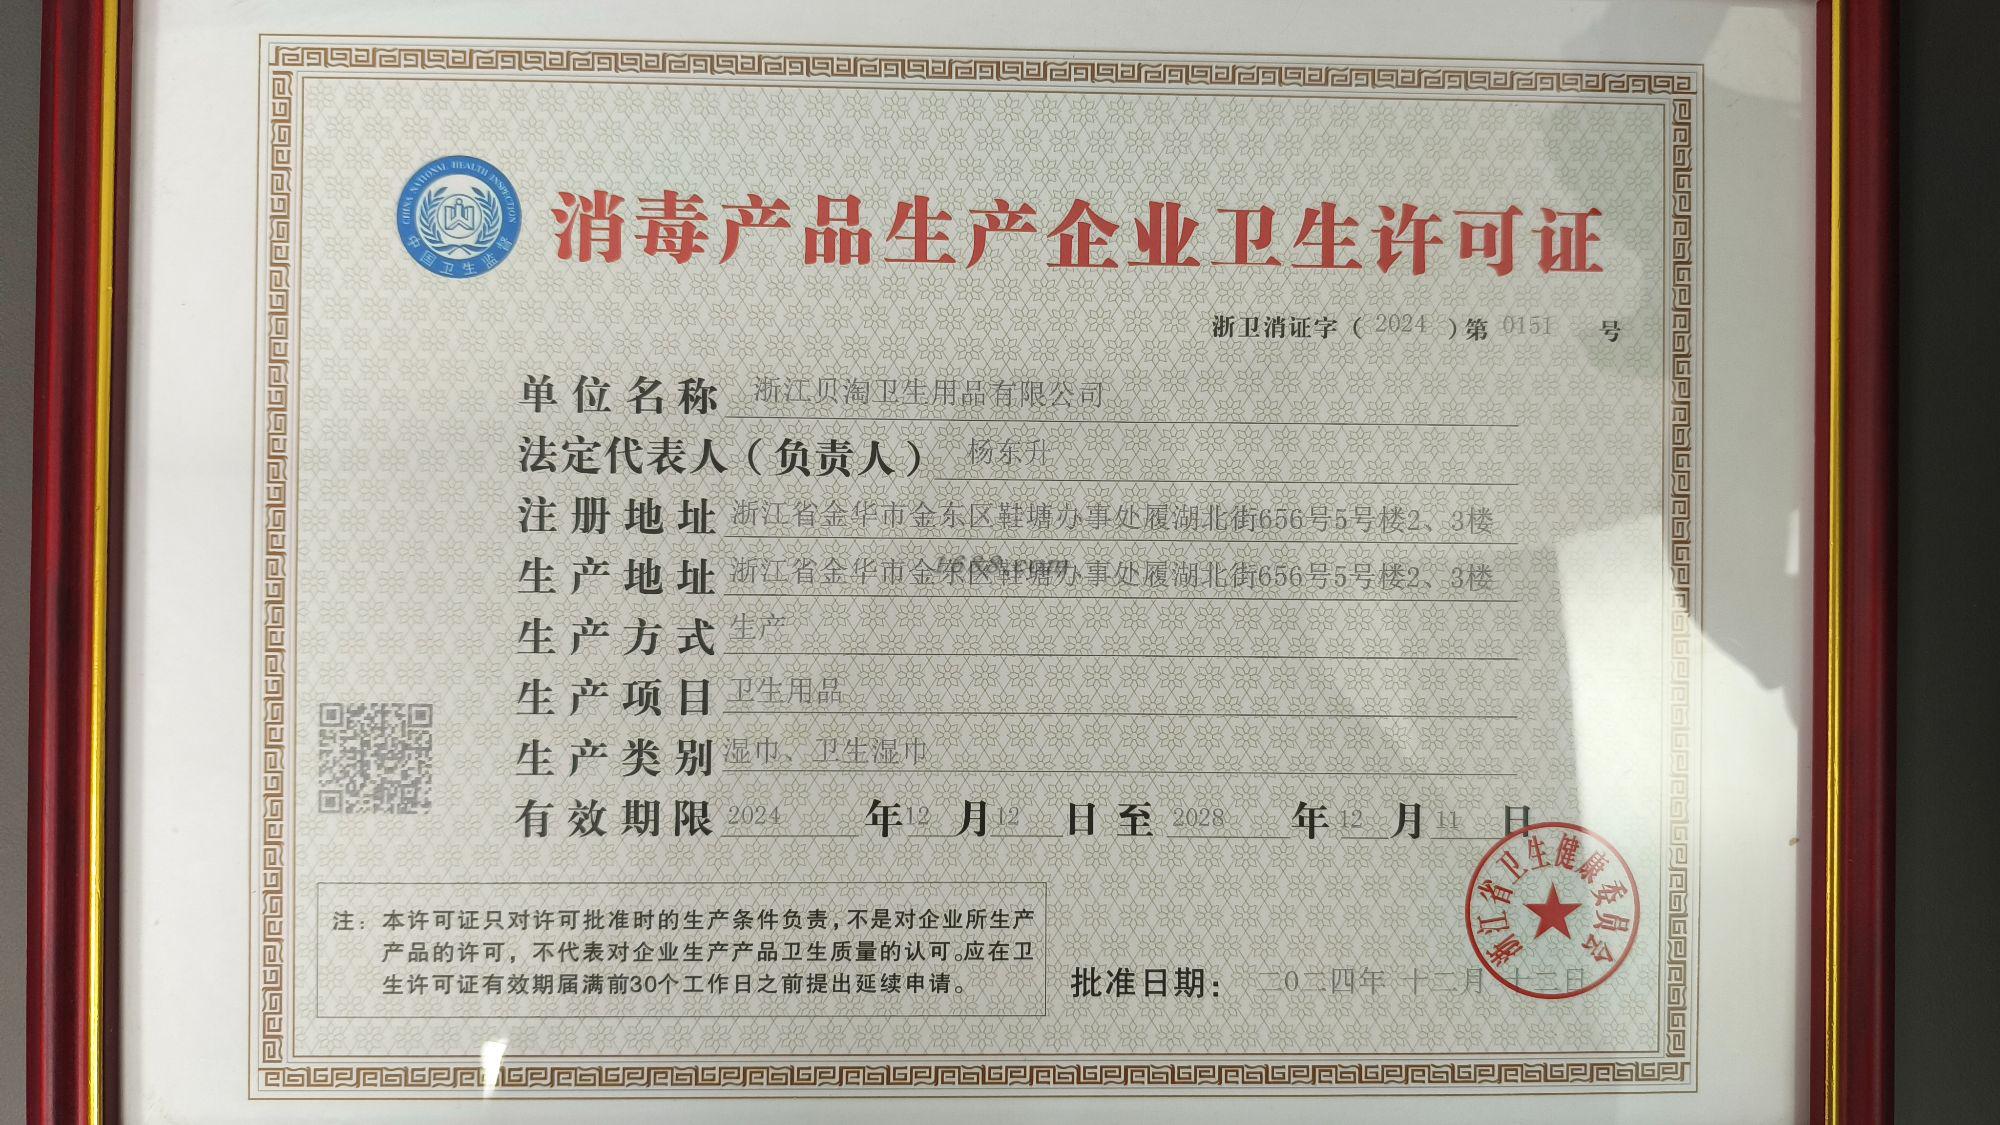 CHINA NATIONAL HEALTH INSPECTION
中国卫生监督
消毒产品生产企业卫生许可证
浙卫消证字（2024）第 0151 号
单位名称 浙江贝淘卫生用品有限公司
法定代表人（负责人） 杨东升
注册地址 浙江省金华市金东区鞋塘办事处履湖北街656号5号楼2、3楼
生产地址 浙江省金华市金东区鞋塘办事处履湖北街656号5号楼2、3楼
1688.com
生产方式 生产
生产项目 卫生用品
生产类别 湿巾、卫生湿巾
有效期限 2024 年 12 月 12 日至 2028 年 12 月 11 日
注：本许可证只对许可批准时的生产条件负责，不是对企业所生产
产品的许可，不代表对企业生产产品卫生质量的认可。应在卫
生许可证有效期届满前30个工作日之前提出延续申请。
批准日期：二〇二四年 十二月 十二日
浙江省卫生健康委员会